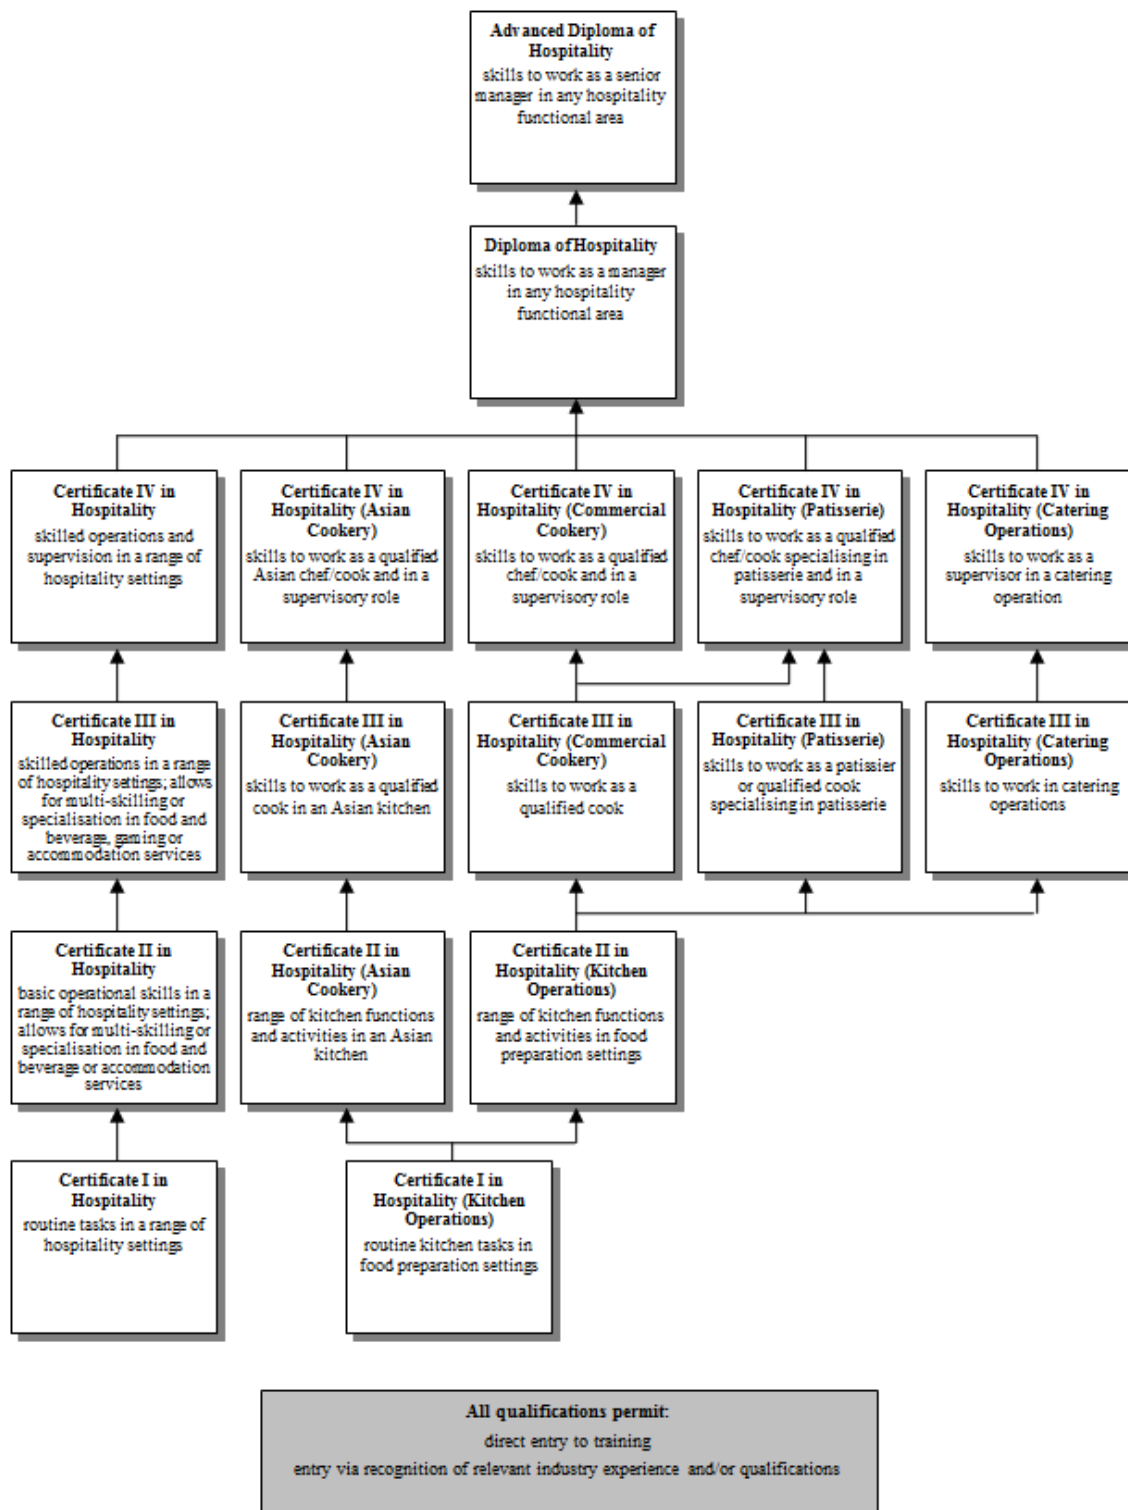 Advanced Diploma of
Hospitality
skills to work as a senior
manager in any hospitality
functional area
Diploma of Hospitality
skills to work as a manager
in any hospitality
functional area
Certificate IV in
Hospitality
skilled operations and
supervision in a range of
hospitality settings
Certificate IV in
Hospitality (Asian
Cookery)
skills to work as a qualified
Asian chef/cook and in a
supervisory role
Certificate IV in
Hospitality (Commercial
Cookery)
skills to work as a qualified
chef/cook and in a
supervisory role
Certificate IV in
Hospitality (Patisserie)
skills to work as a qualified
chef/cook specialising in
patisserie and in a
supervisory role
Certificate IV in
Hospitality (Catering
Operations)
skills to work as a
supervisor in a catering
operation
Certificate III in
Hospitality
skilled operations in a range
of hospitality settings; allows
for multi-skilling or
specialisation in food and
beverage, gaming or
accommodation services
Certificate III in
Hospitality (Asian
Cookery)
skills to work as a qualified
cook in an Asian kitchen
Certificate III in
Hospitality (Commercial
Cookery)
skills to work as a
qualified cook
Certificate III in
Hospitality (Patisserie)
skills to work as a patissier
or qualified cook
specialising in patisserie
Certificate III in
Hospitality (Catering
Operations)
skills to work in catering
operations
Certificate II in
Hospitality
basic operational skills in a
range of hospitality settings;
allows for multi-skilling or
specialisation in food and
beverage or accommodation
services
Certificate II in
Hospitality (Asian
Cookery)
range of kitchen functions
and activities in an Asian
kitchen
Certificate II in
Hospitality (Kitchen
Operations)
range of kitchen functions
and activities in food
preparation settings
Certificate I in
Hospitality
routine tasks in a range of
hospitality settings
Certificate I in
Hospitality (Kitchen
Operations)
routine kitchen tasks in
food preparation settings
All qualifications permit:
direct entry to training
entry via recognition of relevant industry experience and/or qualifications